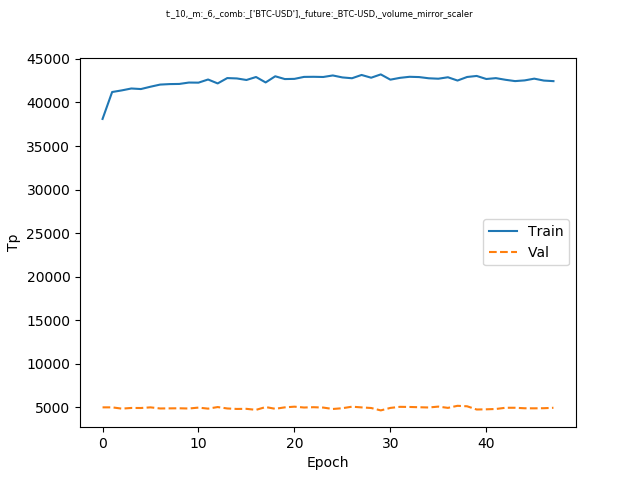 t:_10,_m:_6,_comb:_['BTC-USD'],_future:_BTC-USD,_volume_mirror_scaler
45000
40000
35000
30000
25000
20000
15000
10000
5000
Tp
Train
Val
0 10 20 30 40
Epoch